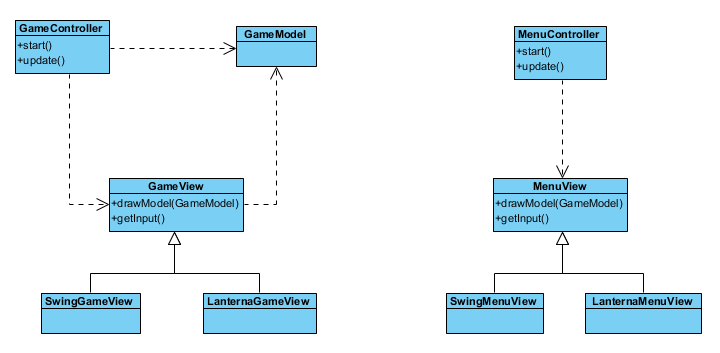 GameController
+start()
+update()
GameModel
GameView
+drawModel(GameModel)
+getInput()
SwingGameView
LanternaGameView
MenuController
+start()
+update()
MenuView
+drawModel(GameModel)
+getInput()
SwingMenuView
LanternaMenuView